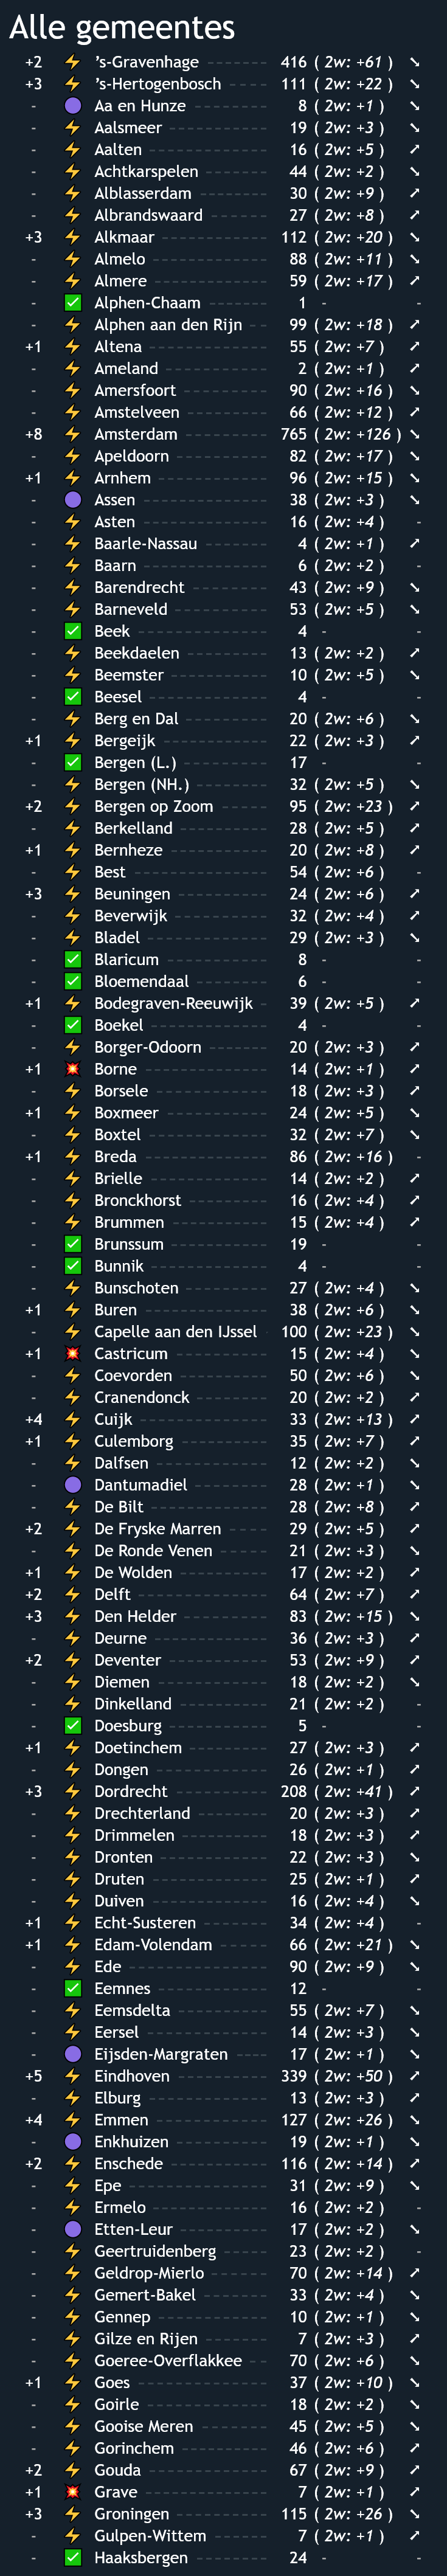 Alle gemeentes
+2 ⚡ 's-Gravenhage 416 ( 2w: +61 ) ➘
+3 ⚡ 's-Hertogenbosch 111 ( 2w: +22 ) ➘
- 🟣 Aa en Hunze 8 ( 2w: +1 ) ➘
- ⚡ Aalsmeer 19 ( 2w: +3 ) ➘
- ⚡ Aalten 16 ( 2w: +5 ) ➚
- ⚡ Achtkarspelen 44 ( 2w: +2 ) ➘
- ⚡ Alblasserdam 30 ( 2w: +9 ) ➚
- ⚡ Albrandswaard 27 ( 2w: +8 ) ➚
+3 ⚡ Alkmaar 112 ( 2w: +20 ) ➘
- ⚡ Almelo 88 ( 2w: +11 ) ➘
- ⚡ Almere 59 ( 2w: +17 ) ➚
- ✅ Alphen-Chaam 1 - -
- ⚡ Alphen aan den Rijn 99 ( 2w: +18 ) ➚
+1 ⚡ Altena 55 ( 2w: +7 ) ➚
- ⚡ Ameland 2 ( 2w: +1 ) ➚
- ⚡ Amersfoort 90 ( 2w: +16 ) ➘
- ⚡ Amstelveen 66 ( 2w: +12 ) ➚
+8 ⚡ Amsterdam 765 ( 2w: +126 ) ➘
- ⚡ Apeldoorn 82 ( 2w: +17 ) ➘
+1 ⚡ Arnhem 96 ( 2w: +15 ) ➘
- 🟣 Assen 38 ( 2w: +3 ) ➘
- ⚡ Asten 16 ( 2w: +4 ) -
- ⚡ Baarle-Nassau 4 ( 2w: +1 ) ➚
- ⚡ Baarn 6 ( 2w: +2 ) -
- ⚡ Barendrecht 43 ( 2w: +9 ) ➘
- ⚡ Barneveld 53 ( 2w: +5 ) ➘
- ✅ Beek 4 - -
- ⚡ Beekdaelen 13 ( 2w: +2 ) ➚
- ⚡ Beemster 10 ( 2w: +5 ) ➘
- ✅ Beesel 4 - -
- ⚡ Berg en Dal 20 ( 2w: +6 ) ➘
+1 ⚡ Bergeijk 22 ( 2w: +3 ) ➚
- ✅ Bergen (L.) 17 - -
- ⚡ Bergen (NH.) 32 ( 2w: +5 ) ➘
+2 ⚡ Bergen op Zoom 95 ( 2w: +23 ) ➚
- ⚡ Berkelland 28 ( 2w: +5 ) ➚
+1 ⚡ Bernheze 20 ( 2w: +8 ) ➚
- ⚡ Best 54 ( 2w: +6 ) -
+3 ⚡ Beuningen 24 ( 2w: +6 ) ➚
- ⚡ Beverwijk 32 ( 2w: +4 ) ➚
- ⚡ Bladel 29 ( 2w: +3 ) ➘
- ✅ Blaricum 8 - -
- ✅ Bloemendaal 6 - -
+1 ⚡ Bodegraven-Reeuwijk 39 ( 2w: +5 ) ➚
- ✅ Boekel 4 - -
- ⚡ Borger-Odoorn 20 ( 2w: +3 ) ➚
+1 💥 Borne 14 ( 2w: +1 ) ➚
- ⚡ Borsele 18 ( 2w: +3 ) ➚
+1 ⚡ Boxmeer 24 ( 2w: +5 ) ➘
- ⚡ Boxtel 32 ( 2w: +7 ) ➘
+1 ⚡ Breda 86 ( 2w: +16 ) -
- ⚡ Brielle 14 ( 2w: +2 ) ➚
- ⚡ Bronckhorst 16 ( 2w: +4 ) ➚
- ⚡ Brummen 15 ( 2w: +4 ) ➚
- ✅ Brunssum 19 - -
- ✅ Bunnik 4 - -
- ⚡ Bunschoten 27 ( 2w: +4 ) ➘
+1 ⚡ Buren 38 ( 2w: +6 ) ➘
- ⚡ Capelle aan den IJssel 100 ( 2w: +23 ) ➘
+1 💥 Castricum 15 ( 2w: +4 ) ➘
- ⚡ Coevorden 50 ( 2w: +6 ) ➘
- ⚡ Cranendonck 20 ( 2w: +2 ) ➚
+4 ⚡ Cuijk 33 ( 2w: +13 ) ➚
+1 ⚡ Culemborg 35 ( 2w: +7 ) ➚
- ⚡ Dalfsen 12 ( 2w: +2 ) ➘
- 🟣 Dantumadiel 28 ( 2w: +1 ) ➘
- ⚡ De Bilt 28 ( 2w: +8 ) ➚
+2 ⚡ De Fryske Marren 29 ( 2w: +5 ) ➚
- ⚡ De Ronde Venen 21 ( 2w: +3 ) ➘
+1 ⚡ De Wolden 17 ( 2w: +2 ) ➚
+2 ⚡ Delft 64 ( 2w: +7 ) ➚
+3 ⚡ Den Helder 83 ( 2w: +15 ) ➘
- ⚡ Deurne 36 ( 2w: +3 ) ➚
+2 ⚡ Deventer 53 ( 2w: +9 ) ➚
- ⚡ Diemen 18 ( 2w: +2 ) ➘
- ⚡ Dinkelland 21 ( 2w: +2 ) -
- ✅ Doesburg 5 - -
+1 ⚡ Doetinchem 27 ( 2w: +3 ) ➚
- ⚡ Dongen 26 ( 2w: +1 ) ➚
+3 ⚡ Dordrecht 208 ( 2w: +41 ) ➚
- ⚡ Drechterland 20 ( 2w: +3 ) ➚
- ⚡ Drimmelen 18 ( 2w: +3 ) ➚
- ⚡ Dronten 22 ( 2w: +3 ) ➘
- ⚡ Druten 25 ( 2w: +1 ) ➚
- ⚡ Duiven 16 ( 2w: +4 ) ➘
+1 ⚡ Echt-Susteren 34 ( 2w: +4 ) -
+1 ⚡ Edam-Volendam 66 ( 2w: +21 ) ➘
- ⚡ Ede 90 ( 2w: +9 ) ➘
- ✅ Eemnes 12 - -
- ⚡ Eemsdelta 55 ( 2w: +7 ) ➘
- ⚡ Eersel 14 ( 2w: +3 ) ➘
- 🟣 Eijsden-Margraten 17 ( 2w: +1 ) ➘
+5 ⚡ Eindhoven 339 ( 2w: +50 ) ➚
- ⚡ Elburg 13 ( 2w: +3 ) ➚
+4 ⚡ Emmen 127 ( 2w: +26 ) ➘
- 🟣 Enkhuizen 19 ( 2w: +1 ) ➘
+2 ⚡ Enschede 116 ( 2w: +14 ) ➚
- ⚡ Epe 31 ( 2w: +9 ) ➘
- ⚡ Ermelo 16 ( 2w: +2 ) -
- 🟣 Etten-Leur 17 ( 2w: +2 ) ➘
- ⚡ Geertruidenberg 23 ( 2w: +2 ) -
- ⚡ Geldrop-Mierlo 70 ( 2w: +14 ) ➚
- ⚡ Gemert-Bakel 33 ( 2w: +4 ) ➘
- ⚡ Gennep 10 ( 2w: +1 ) ➘
- ⚡ Gilze en Rijen 7 ( 2w: +3 ) ➚
- ⚡ Goeree-Overflakkee 70 ( 2w: +6 ) ➘
+1 ⚡ Goes 37 ( 2w: +10 ) ➘
- ⚡ Goirle 18 ( 2w: +2 ) ➘
- ⚡ Gooise Meren 45 ( 2w: +5 ) ➘
- ⚡ Gorinchem 46 ( 2w: +6 ) ➚
+2 ⚡ Gouda 67 ( 2w: +9 ) ➚
+1 💥 Grave 7 ( 2w: +1 ) ➚
+3 ⚡ Groningen 115 ( 2w: +26 ) ➘
- ⚡ Gulpen-Wittem 7 ( 2w: +1 ) ➚
- ✅ Haaksbergen 24 - -